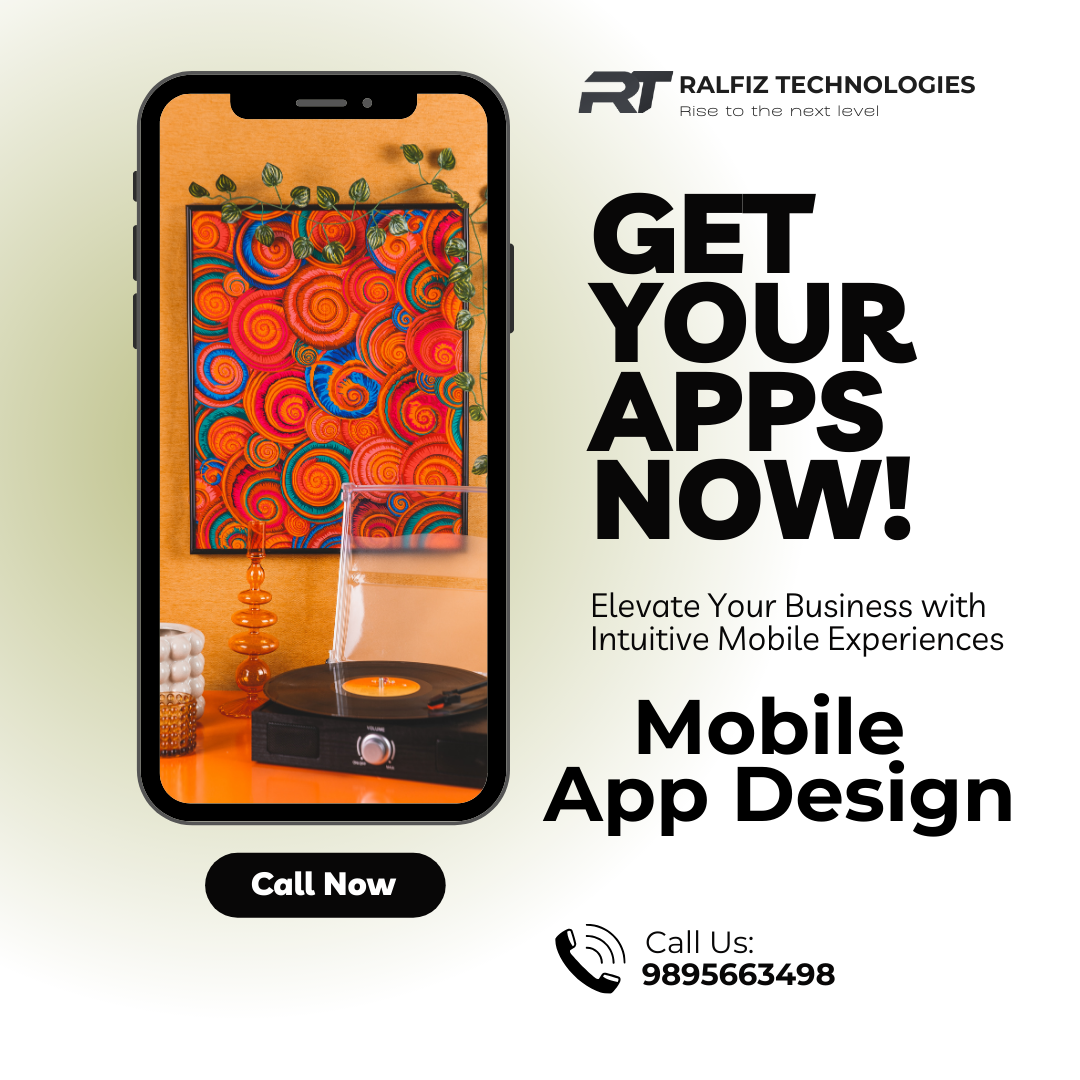 RT
RALFIZ TECHNOLOGIES
Rise to the next level
GET
YOUR
APPS
NOW!
Elevate Your Business with
Intuitive Mobile Experiences
Mobile
App Design
VOLUME
Call Now
Call Us:
9895663498